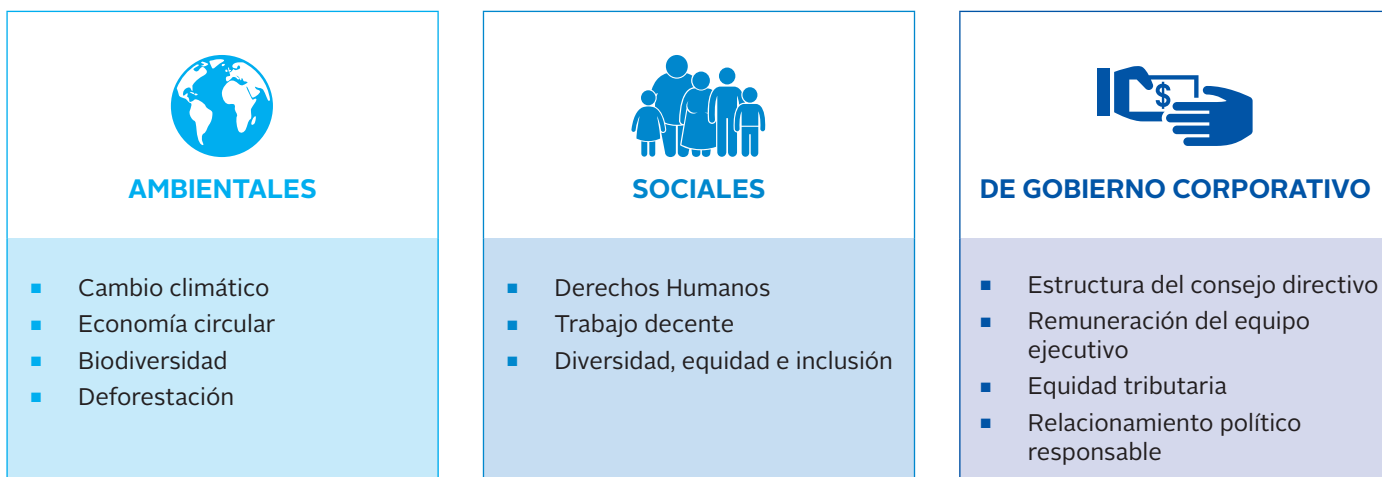 AMBIENTALES
Cambio climático
Economía circular
Biodiversidad
Deforestación
SOCIALES
Derechos Humanos
Trabajo decente
Diversidad, equidad e inclusión
$
DE GOBIERNO CORPORATIVO
Estructura del consejo directivo
Remuneración del equipo
ejecutivo
Equidad tributaria
Relacionamiento político
responsable